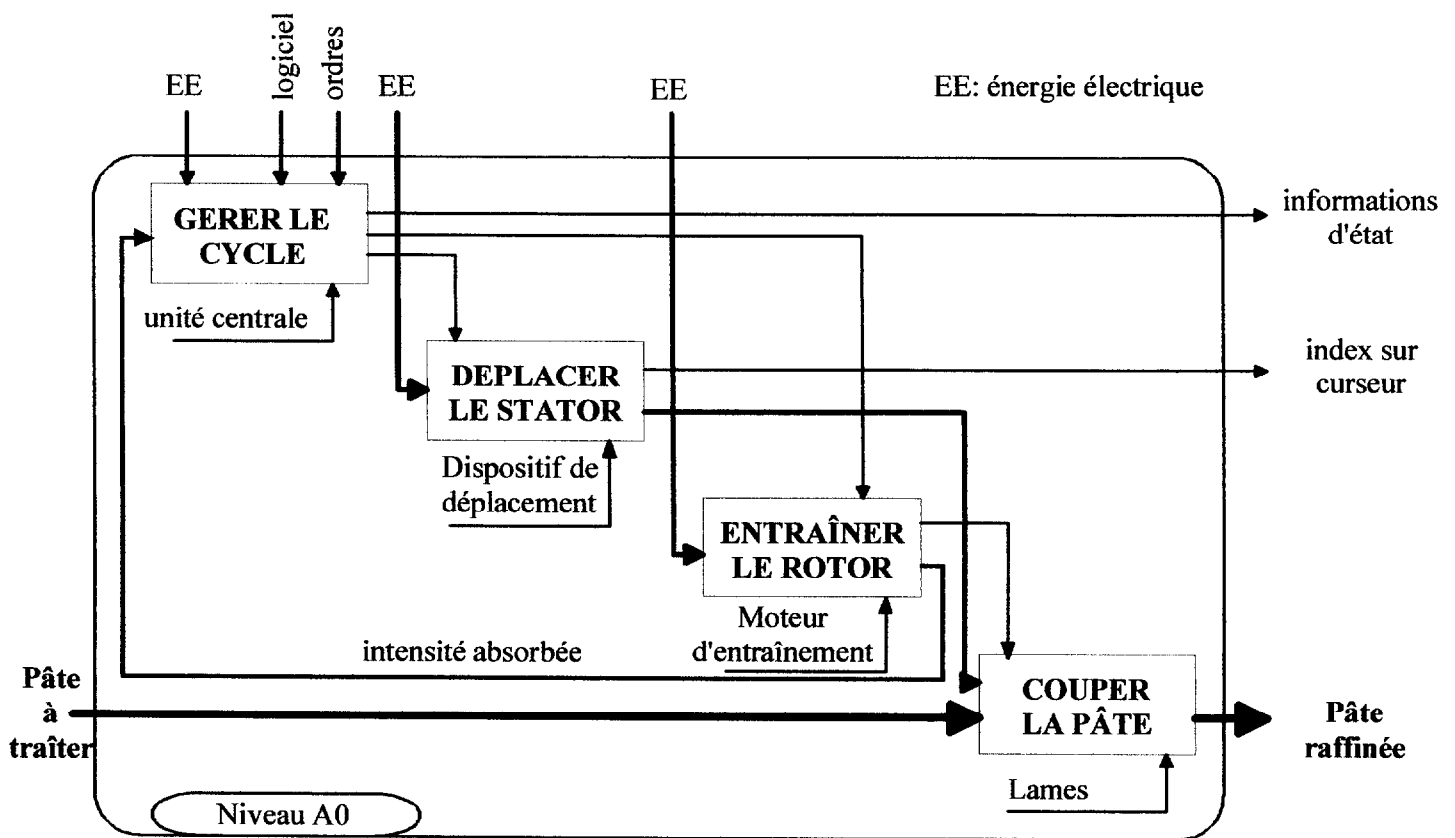 EE
logiciel
ordres
EE
EE
EE: énergie électrique
GERER LE
CYCLE
informations
d'état
unité centrale
DEPLACER
LE STATOR
index sur
curseur
Dispositif de
déplacement
ENTRAÎNER
LE ROTOR
Moteur
d'entraînement
intensité absorbée
Pâte
à
traîter
COUPER
LA PÂTE
Pâte
raffinée
Lames
Niveau A0